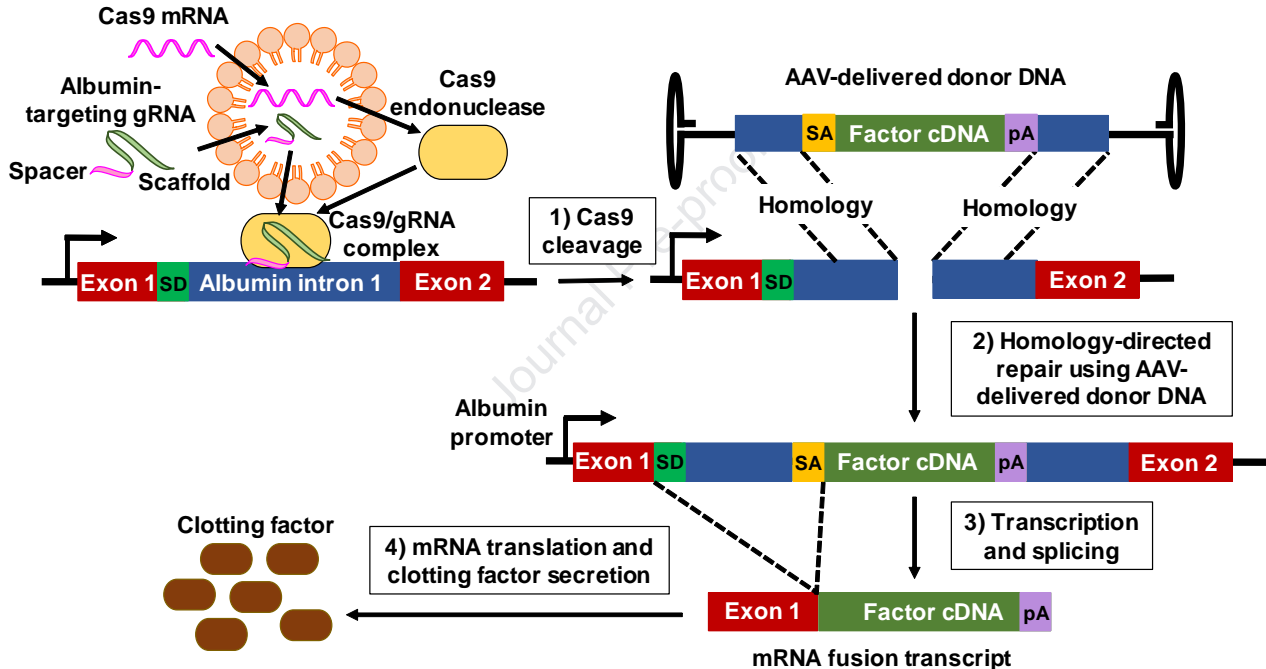 Cas9 mRNA
Albumin-
targeting gRNA
Spacer
Scaffold
Cas9
endonuclease
Cas9/gRNA
complex
Exon 1
SD
Albumin intron 1
Exon 2
1) Cas9
cleavage
AAV-delivered donor DNA
SA
Factor cDNA
pA
Homology
Homology
Exon 1
SD
Exon 2
2) Homology-directed
repair using AAV-
delivered donor DNA
Albumin
promoter
Exon 1
SD
SA
Factor cDNA
pA
Exon 2
3) Transcription
and splicing
Exon 1
Factor cDNA
pA
mRNA fusion transcript
4) mRNA translation and
clotting factor secretion
Clotting factor